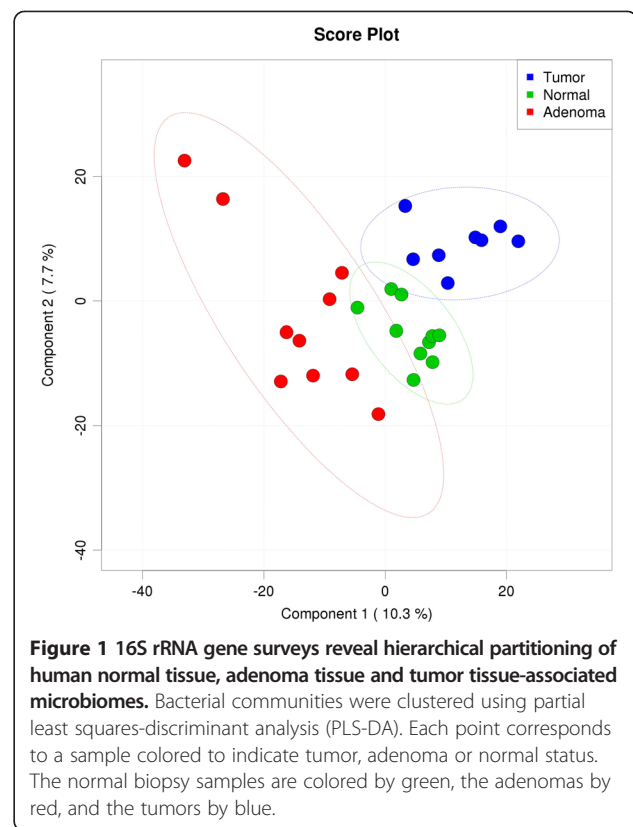 Score Plot
Tumor
Normal
Adenoma
20
0
-20
-40
Component 2 ( 7.7 %)
-40
-20
0
20
Component 1 ( 10.3 %)
Figure 1 16S rRNA gene surveys reveal hierarchical partitioning of
human normal tissue, adenoma tissue and tumor tissue-associated
microbiomes. Bacterial communities were clustered using partial
least squares-discriminant analysis (PLS-DA). Each point corresponds
to a sample colored to indicate tumor, adenoma or normal status.
The normal biopsy samples are colored by green, the adenomas by
red, and the tumors by blue.